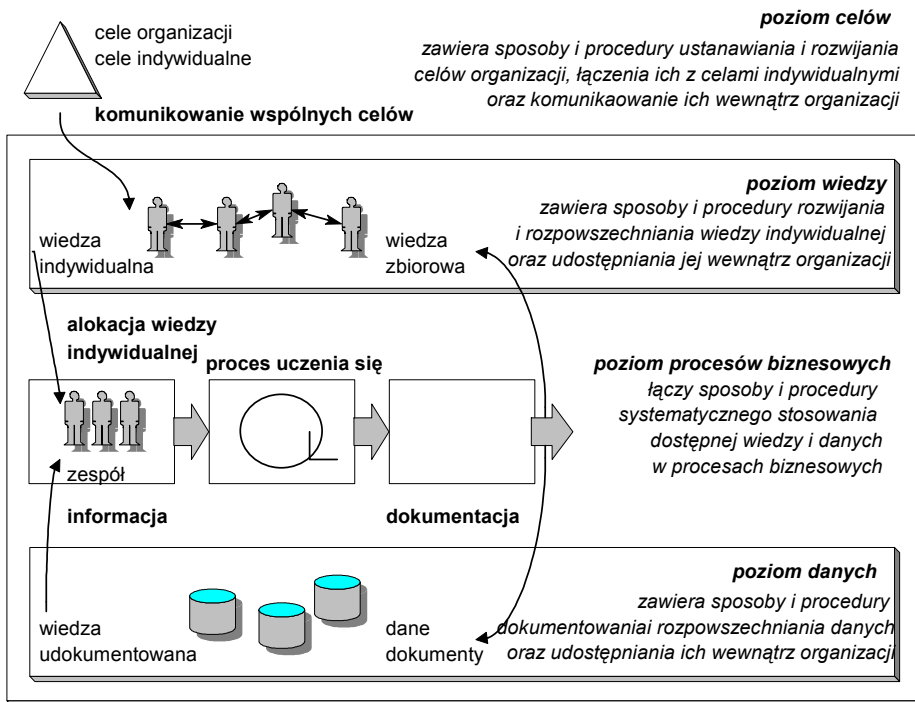 cele organizacji
cele indywidualne
poziom celów
zawiera sposoby i procedury ustanawiania i rozwijania
celów organizacji, łączenia ich z celami indywidualnymi
oraz komunikaowanie ich wewnątrz organizacji
komunikowanie wspólnych celów
poziom wiedzy
zawiera sposoby i procedury rozwijania
i rozpowszechniania wiedzy indywidualnej
oraz udostępniania jej wewnątrz organizacji
wiedza
indywidualna
wiedza
zbiorowa
alokacja wiedzy
indywidualnej
proces uczenia się
poziom procesów biznesowych
łączy sposoby i procedury
systematycznego stosowania
dostępnej wiedzy i danych
w procesach biznesowych
zespół
informacja
dokumentacja
poziom danych
zawiera sposoby i procedury
dokumentowaniai rozpowszechniania danych
oraz udostępniania ich wewnątrz organizacji
wiedza
udokumentowana
dane
dokumenty